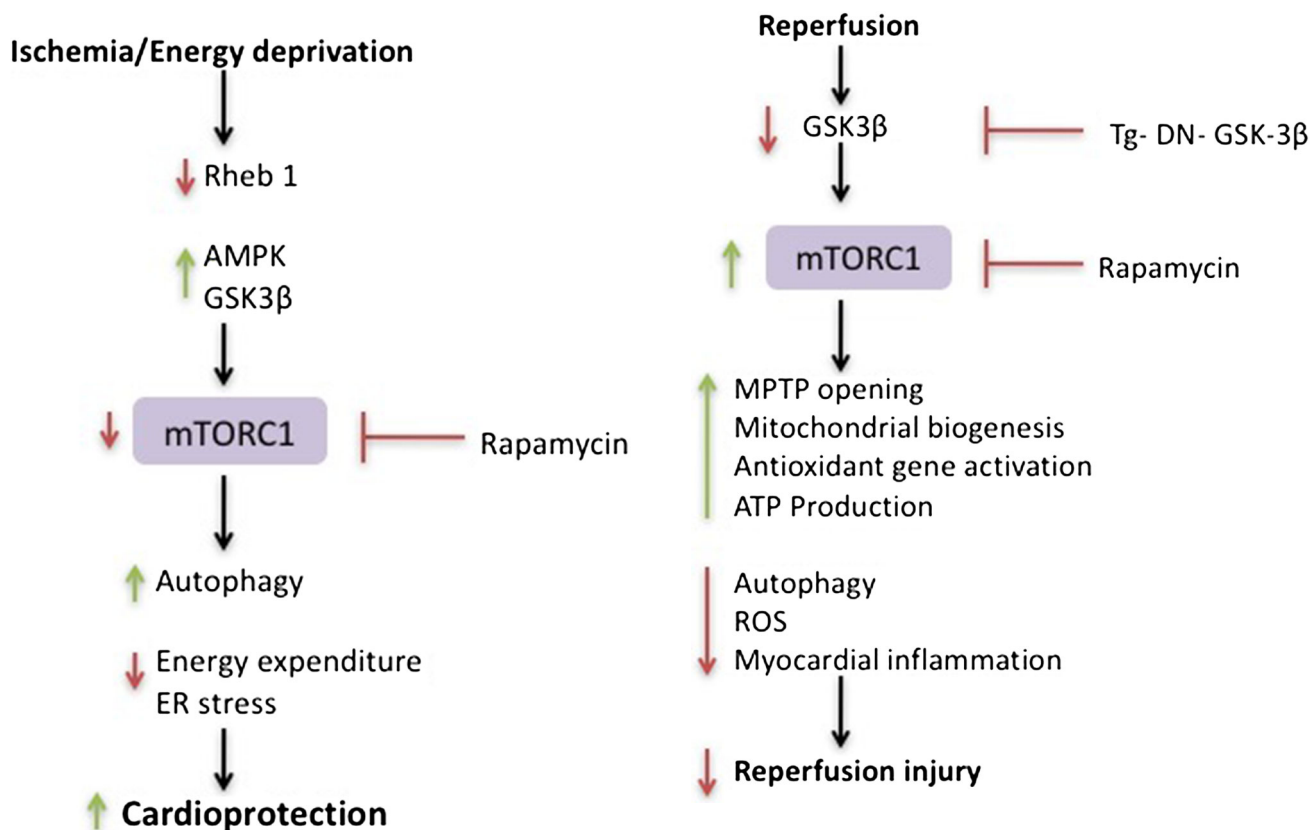 Ischemia/Energy deprivation
Rheb 1
AMPK
GSK3β
mTORC1
Rapamycin
Autophagy
Energy expenditure
ER stress
Cardioprotection
Reperfusion
GSK3β
Tg- DN- GSK-3β
mTORC1
Rapamycin
MPTP opening
Mitochondrial biogenesis
Antioxidant gene activation
ATP Production
Autophagy
ROS
Myocardial inflammation
Reperfusion injury